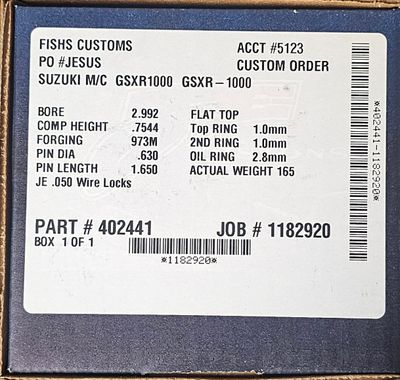 FISHS CUSTOMS ACCT #5123
PO #JESUS CUSTOM ORDER
SUZUKI M/C GSXR1000 GSXR-1000
BORE 2.992 FLAT TOP
COMP HEIGHT .7544 Top RING 1.0mm
FORGING 973M 2ND RING 1.0mm
PIN DIA .630 OIL RING 2.8mm
PIN LENGTH 1.650 ACTUAL WEIGHT 165
JE .050 Wire Locks
PART # 402441 JOB # 1182920
BOX 1 OF 1
*1182920*
*402441-1182920*